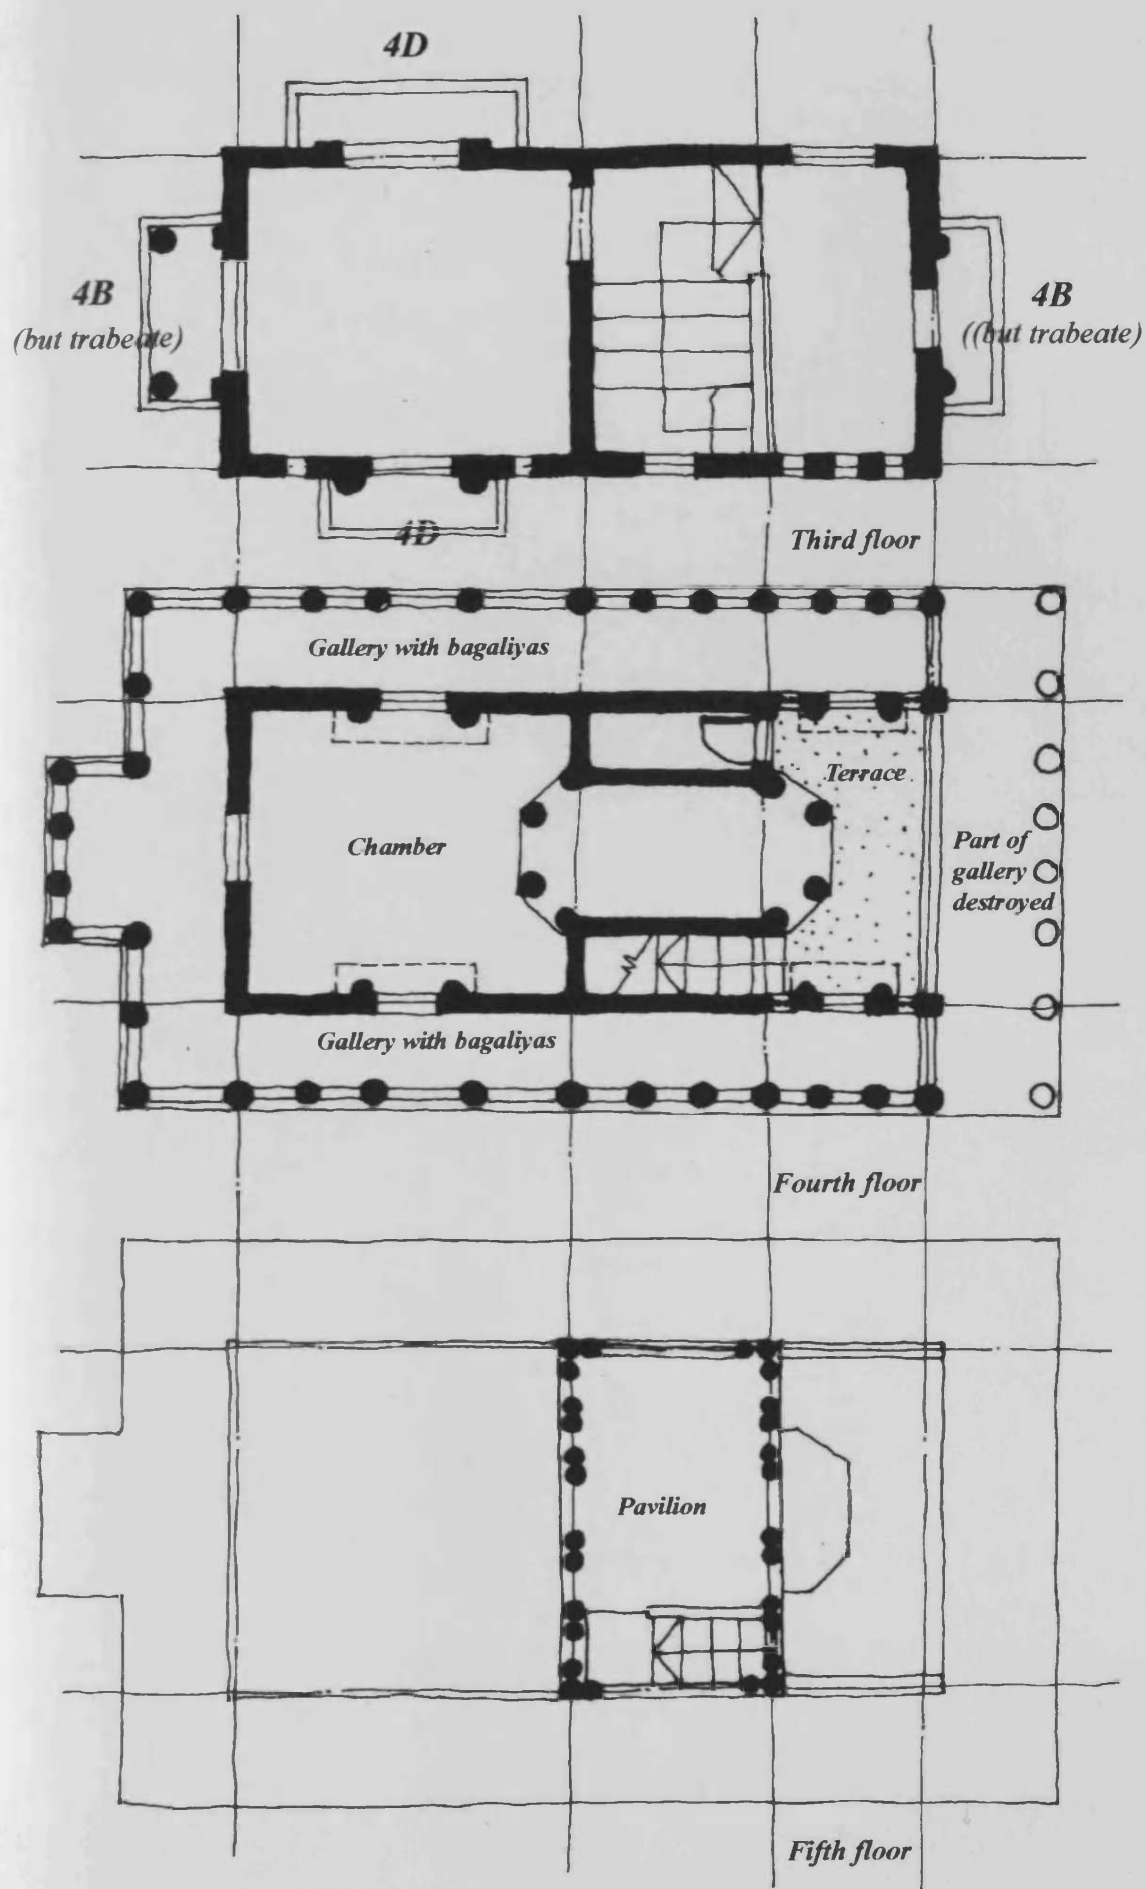 4D
4B
(but trabeate)
4B
((but trabeate)
4D
Third floor
Gallery with bagaliyas
Terrace
Chamber
Part of
gallery
destroyed
Gallery with bagaliyas
Fourth floor
Pavilion
Fifth floor